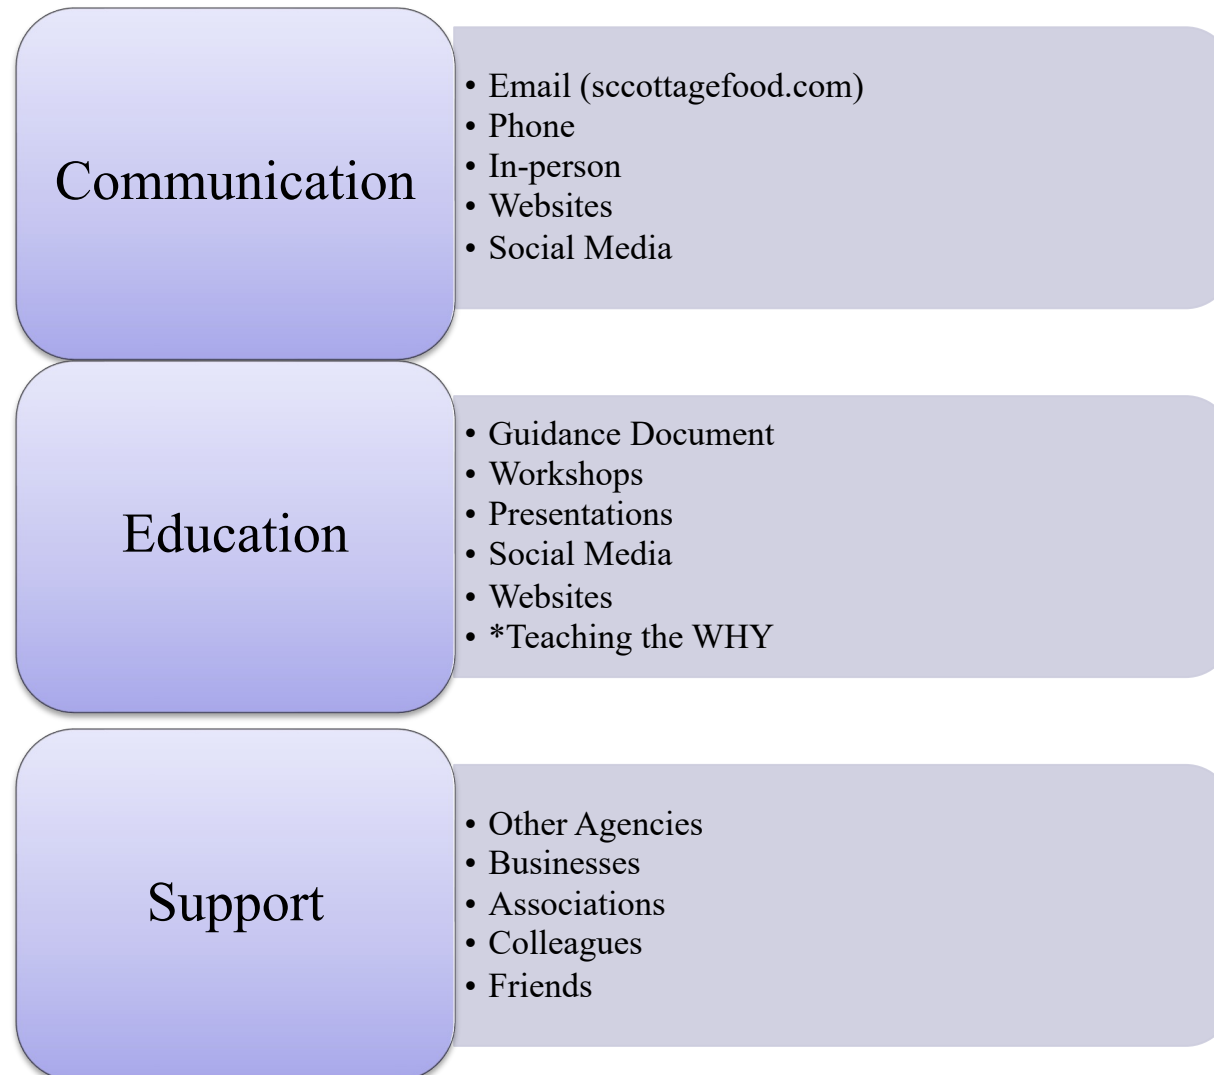 Communication
• Email (sccottagefood.com)
• Phone
• In-person
• Websites
• Social Media
Education
• Guidance Document
• Workshops
• Presentations
• Social Media
• Websites
• *Teaching the WHY
Support
• Other Agencies
• Businesses
• Associations
• Colleagues
• Friends